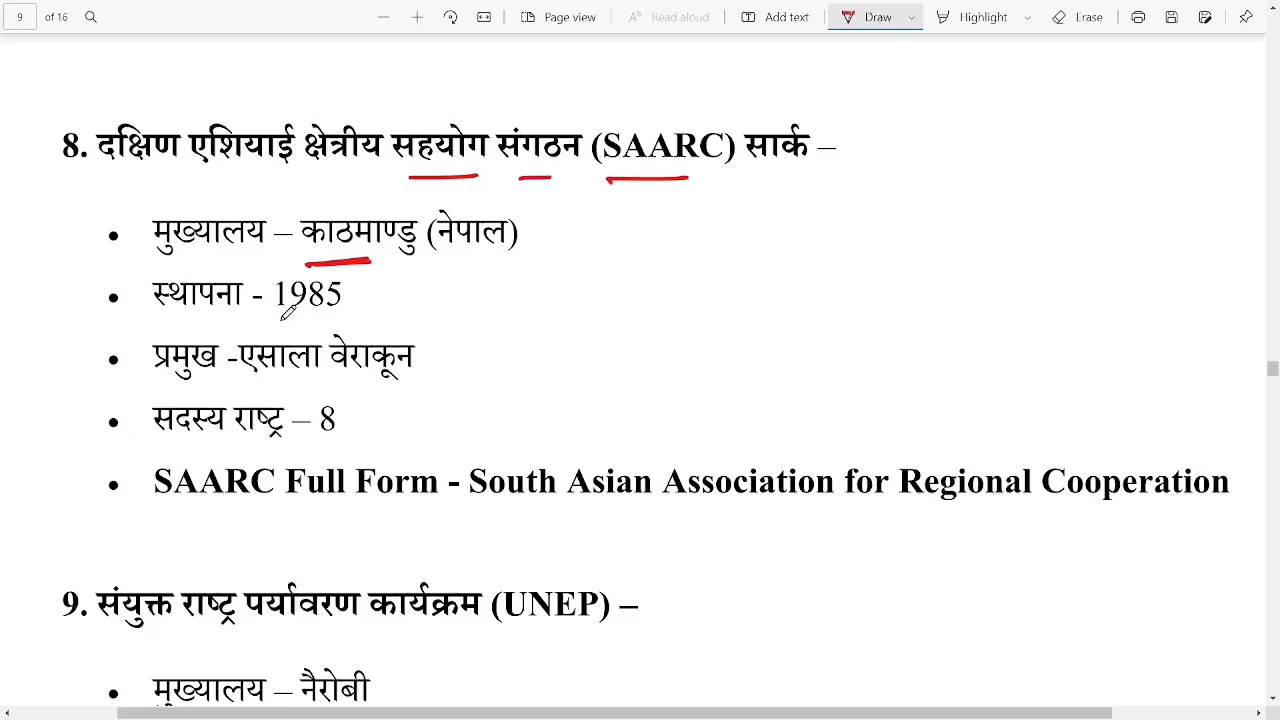 9 of 16 Page view Read aloud Add text Draw Highlight Erase
8. दक्षिण एशियाई क्षेत्रीय सहयोग संगठन (SAARC) सार्क –
• मुख्यालय – काठमाण्डु (नेपाल)
• स्थापना - 1985
• प्रमुख -एसाला वेराकून
• सदस्य राष्ट्र – 8
• SAARC Full Form - South Asian Association for Regional Cooperation
9. संयुक्त राष्ट्र पर्यावरण कार्यक्रम (UNEP) –
• मुख्यालय – नैरोबी